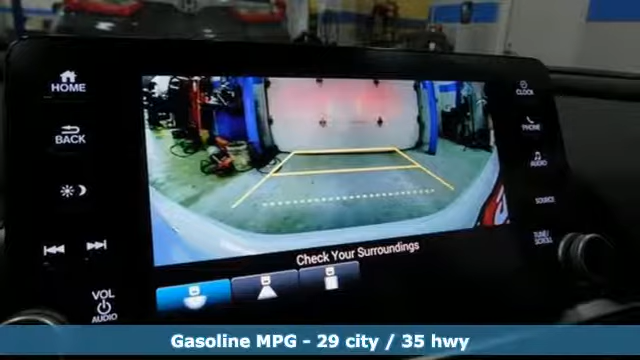 HOME
BACK
VOL
AUDIO
CLOCK
PHONE
AUDIO
SOURCE
TUNE/
SCROLL
Check Your Surroundings
Gasoline MPG - 29 city / 35 hwy